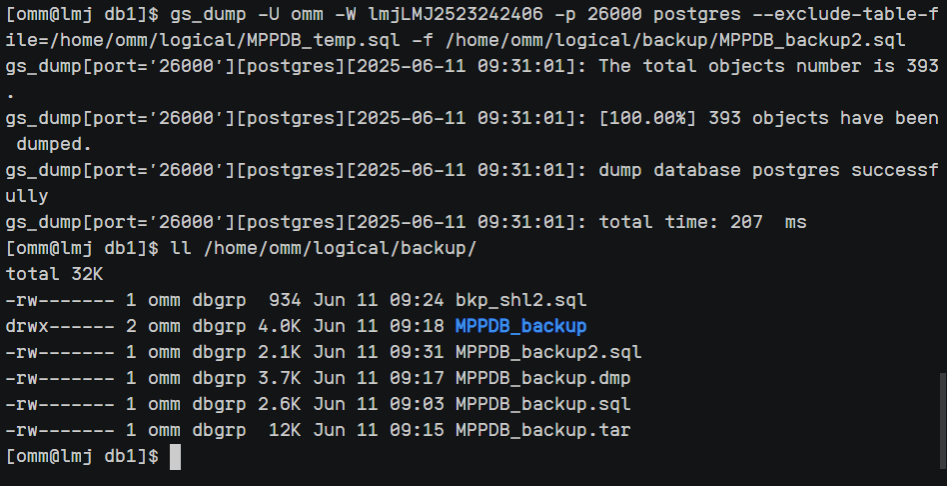 [omm@lmj db1]$ gs_dump -U omm -W lmjLMJ2523242406 -p 26000 postgres --exclude-table-f
ile=/home/omm/logical/MPPDB_temp.sql -f /home/omm/logical/backup/MPPDB_backup2.sql
gs_dump[port='26000'][postgres][2025-06-11 09:31:01]: The total objects number is 393
.
gs_dump[port='26000'][postgres][2025-06-11 09:31:01]: [100.00%] 393 objects have been
 dumped.
gs_dump[port='26000'][postgres][2025-06-11 09:31:01]: dump database postgres successf
ully
gs_dump[port='26000'][postgres][2025-06-11 09:31:01]: total time: 207  ms
[omm@lmj db1]$ ll /home/omm/logical/backup/
total 32K
-rw------- 1 omm dbgrp  934 Jun 11 09:24 bkp_shl2.sql
drwx------ 2 omm dbgrp 4.0K Jun 11 09:18 MPPDB_backup
-rw------- 1 omm dbgrp 2.1K Jun 11 09:31 MPPDB_backup2.sql
-rw------- 1 omm dbgrp 3.7K Jun 11 09:17 MPPDB_backup.dmp
-rw------- 1 omm dbgrp 2.6K Jun 11 09:03 MPPDB_backup.sql
-rw------- 1 omm dbgrp  12K Jun 11 09:15 MPPDB_backup.tar
[omm@lmj db1]$